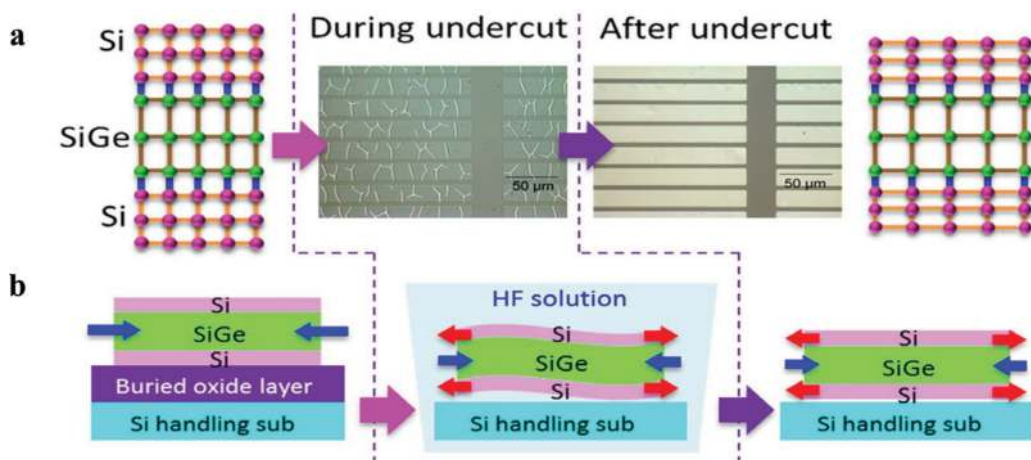 a
Si
SiGe
Si
During undercut
50 µm
After undercut
50 µm
b
Si
SiGe
Si
Buried oxide layer
Si handling sub
HF solution
Si
SiGe
Si
Si handling sub
Si
SiGe
Si
Si handling sub